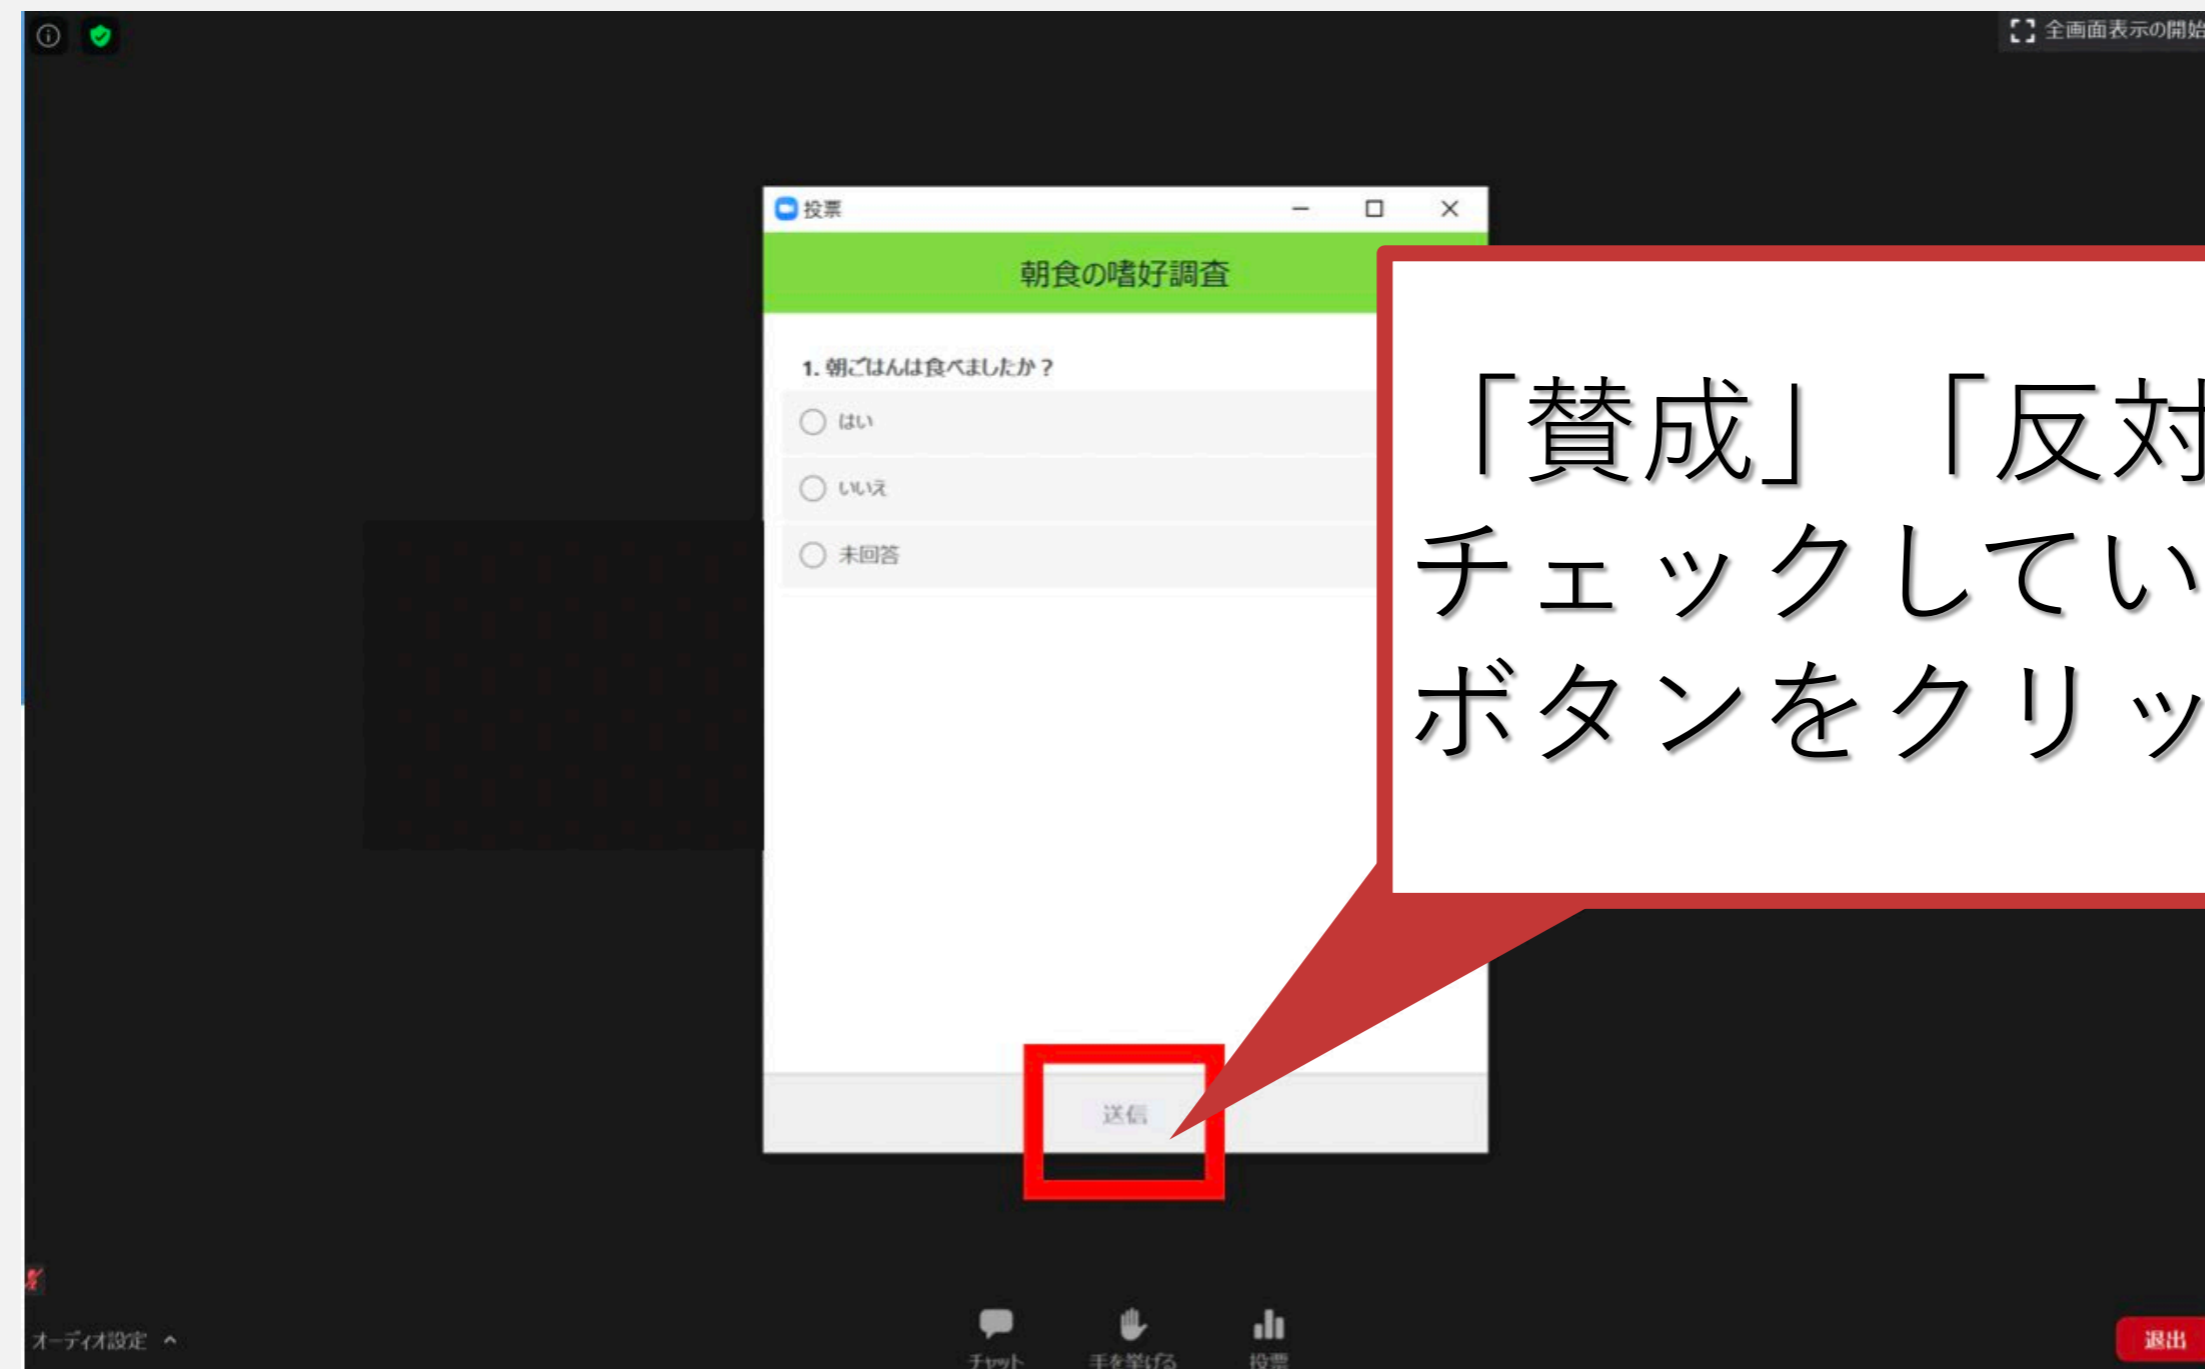 全画面表示の開始
投票
朝食の嗜好調査
1. 朝ごはんは食べましたか？
はい
いいえ
未回答
「賛成」「反対
チェックしてい
ボタンをクリッ
送信
オーディオ設定
チャット
手を挙げる
投票
退出